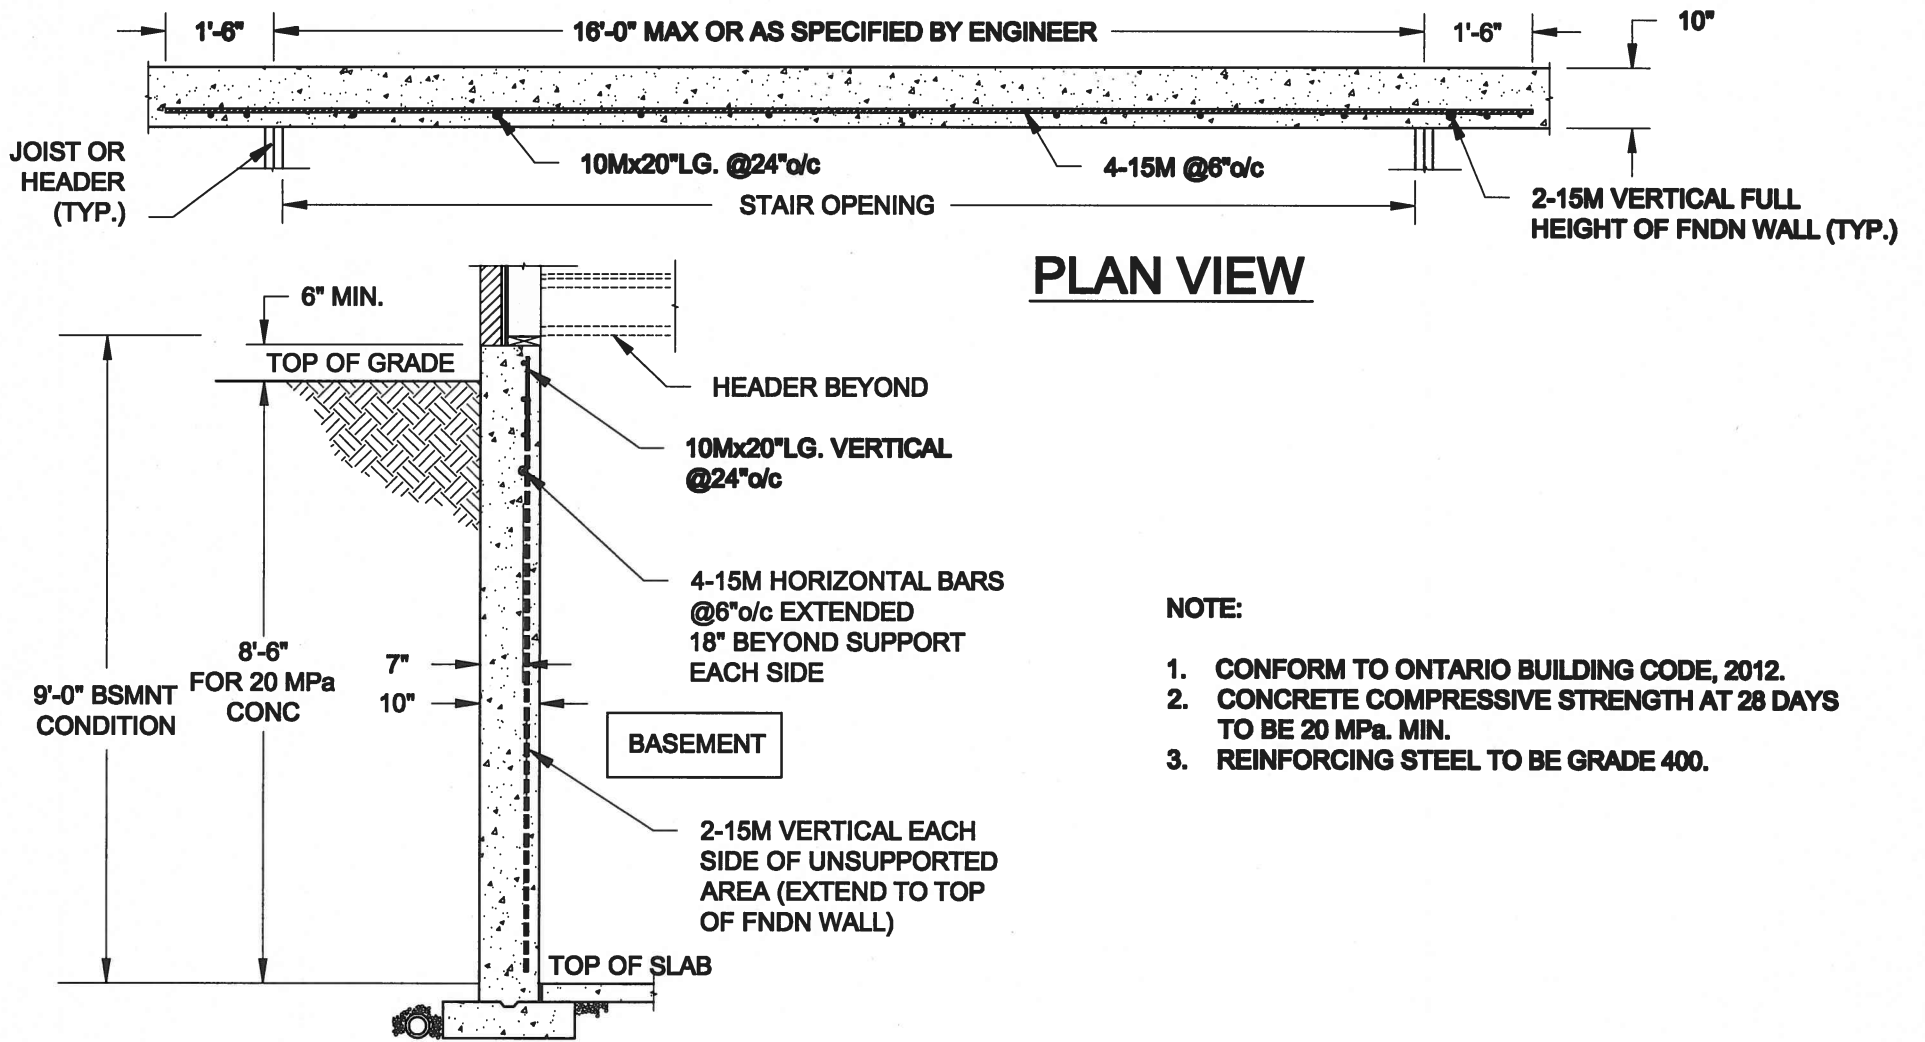 1'-6"
16'-0" MAX OR AS SPECIFIED BY ENGINEER
1'-6"
10"
JOIST OR
HEADER
(TYP.)
10Mx20"LG. @24"o/c
4-15M @6"o/c
STAIR OPENING
2-15M VERTICAL FULL
HEIGHT OF FNDN WALL (TYP.)
PLAN VIEW
6" MIN.
TOP OF GRADE
HEADER BEYOND
10Mx20"LG. VERTICAL
@24"o/c
4-15M HORIZONTAL BARS
@6"o/c EXTENDED
18" BEYOND SUPPORT
EACH SIDE
9'-0" BSMNT
CONDITION
8'-6"
FOR 20 MPa
CONC
7"
10"
BASEMENT
2-15M VERTICAL EACH
SIDE OF UNSUPPORTED
AREA (EXTEND TO TOP
OF FNDN WALL)
TOP OF SLAB
NOTE:
1. CONFORM TO ONTARIO BUILDING CODE, 2012.
2. CONCRETE COMPRESSIVE STRENGTH AT 28 DAYS
TO BE 20 MPa. MIN.
3. REINFORCING STEEL TO BE GRADE 400.